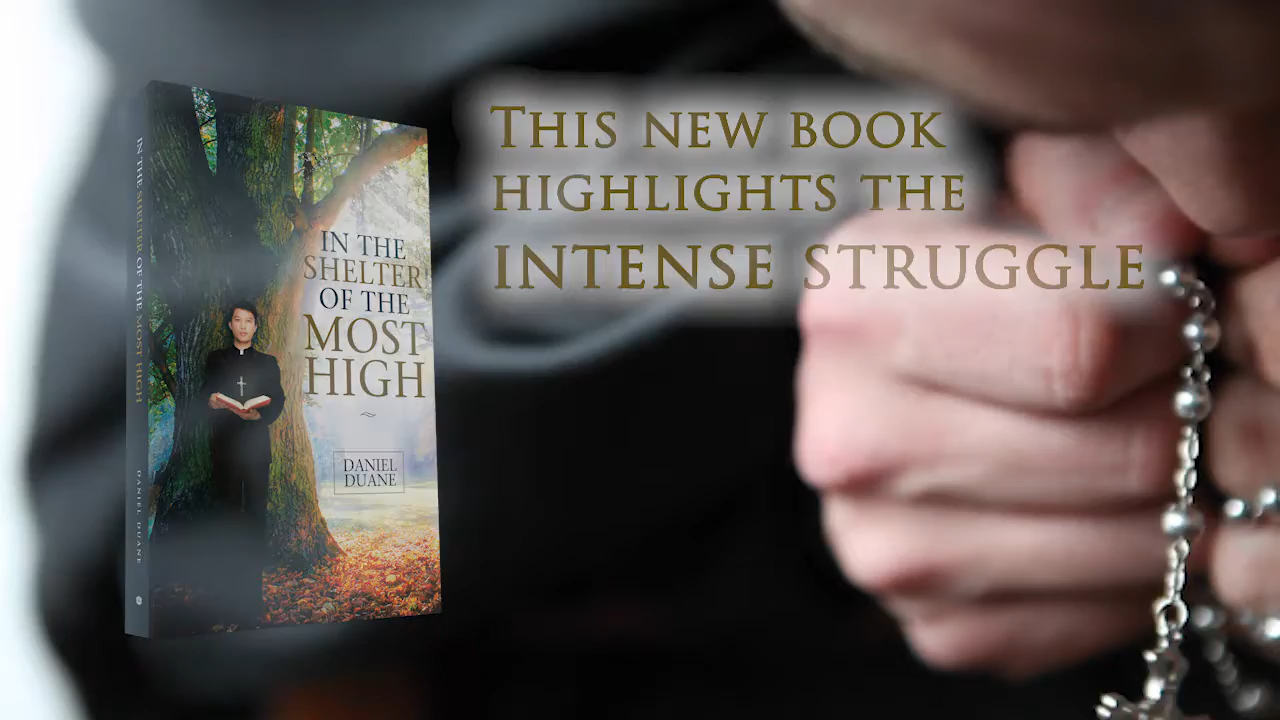 IN THE SHELTER OF THE MOST HIGH
DANIEL DUANE
IN THE
SHELTER
OF THE
MOST
HIGH
DANIEL
DUANE
THIS NEW BOOK
HIGHLIGHTS THE
INTENSE STRUGGLE